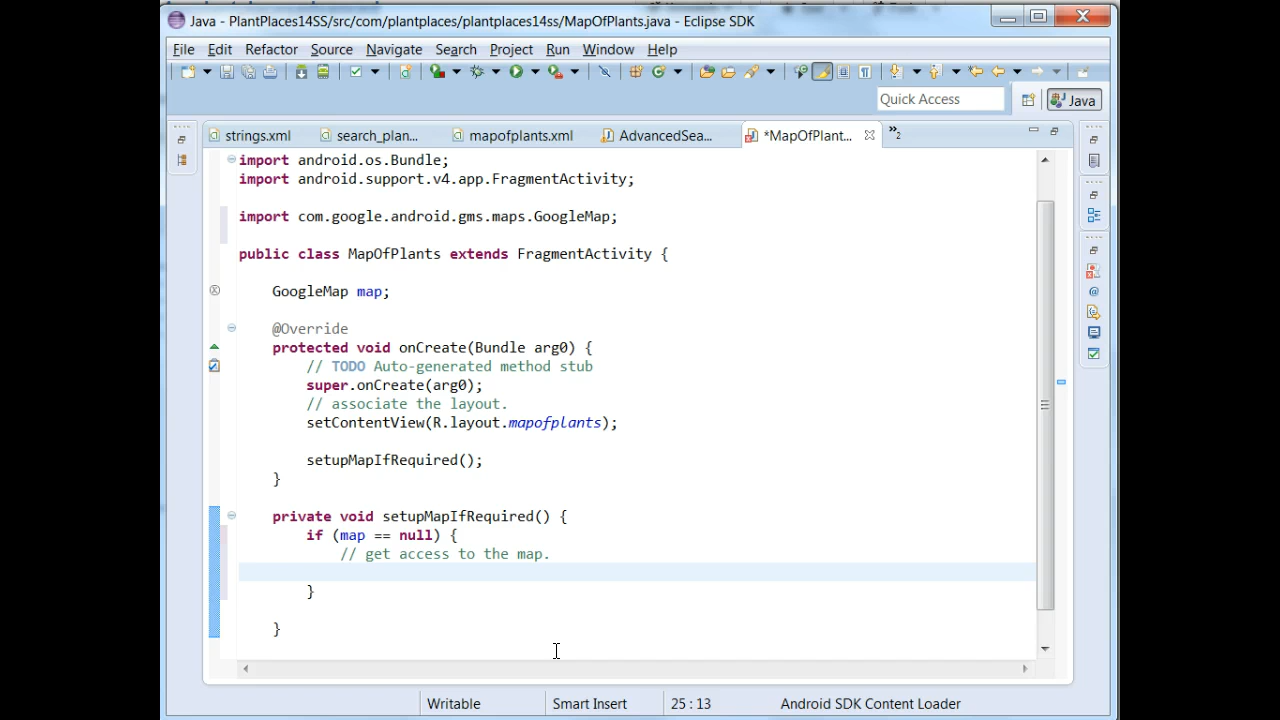 Java - PlantPlaces14SS/src/com/plantplaces/plantplaces14ss/MapOfPlants.java - Eclipse SDK
File Edit Refactor Source Navigate Search Project Run Window Help
Quick Access
Java
strings.xml search_plan... mapofplants.xml AdvancedSea... *MapOfPlant... »2
import android.os.Bundle;
import android.support.v4.app.FragmentActivity;
import com.google.android.gms.maps.GoogleMap;
public class MapOfPlants extends FragmentActivity {
GoogleMap map;
@Override
protected void onCreate(Bundle arg0) {
// TODO Auto-generated method stub
super.onCreate(arg0);
// associate the layout.
setContentView(R.layout.mapofplants);
setupMapIfRequired();
}
private void setupMapIfRequired() {
if (map == null) {
// get access to the map.
}
}
Writable Smart Insert 25 : 13 Android SDK Content Loader